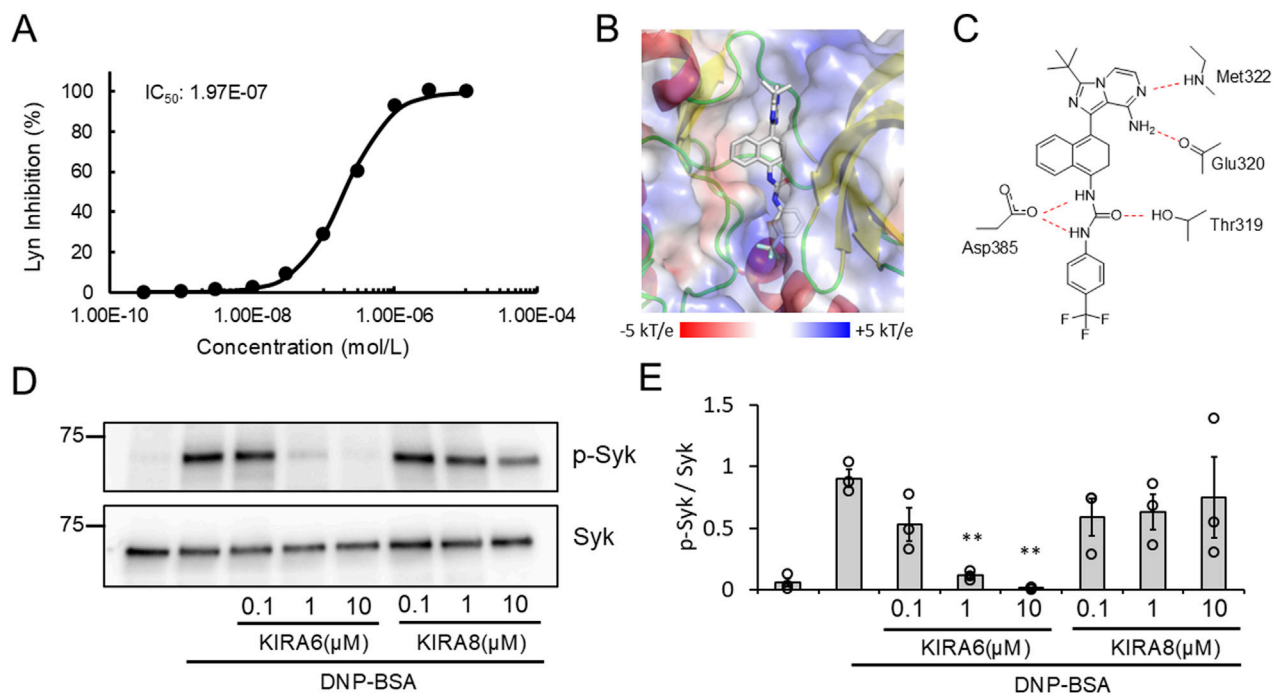 A
IC50: 1.97E-07
Lyn Inhibition (%)
100
80
60
40
20
0
1.00E-10 1.00E-08 1.00E-06 1.00E-04
Concentration (mol/L)
B
-5 kT/e +5 kT/e
C
N N N
NH2
HN Met322
O Glu320
HN
O
HO Thr319
O O Asp385
HN
F F F
D
75 p-Syk
75 Syk
0.1 1 10 0.1 1 10
KIRA6(μM) KIRA8(μM)
DNP-BSA
E
p-Syk / Syk
1.5
1
0.5
0
** **
0.1 1 10 0.1 1 10
KIRA6(μM) KIRA8(μM)
DNP-BSA